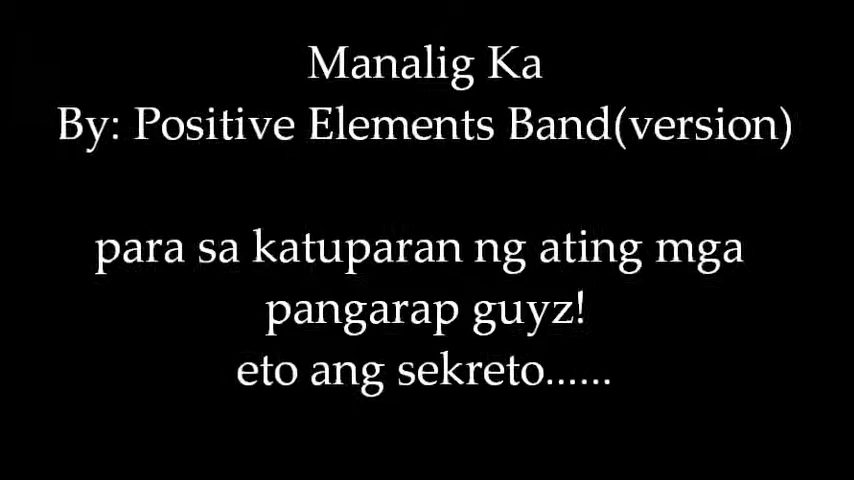 Manalig Ka
By: Positive Elements Band(version)
para sa katuparan ng ating mga
pangarap guyz!
eto ang sekreto......